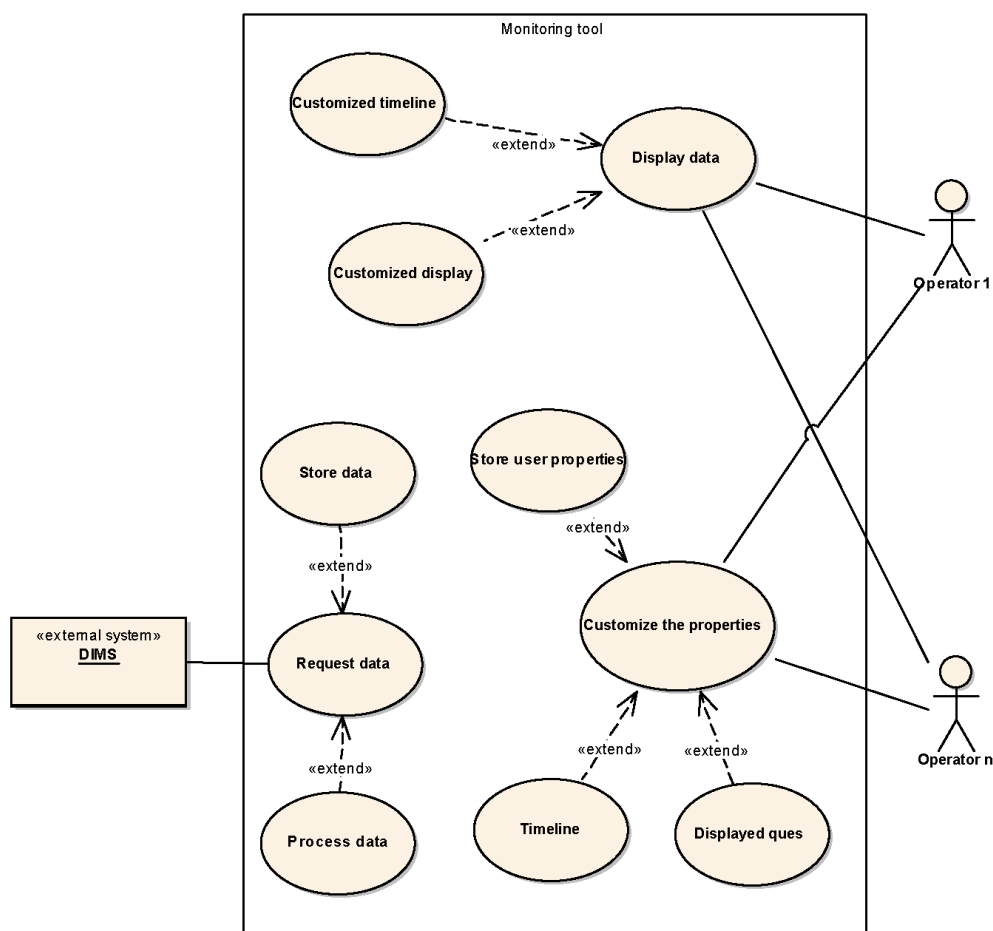 Monitoring tool
Customized timeline
«extend»
Display data
Customized display
«extend»
Operator 1
Store data
Store user properties
«extend»
«extend»
Customize the properties
«external system»
DIMS
Request data
«extend»
«extend»
«extend»
Operator n
Process data
Timeline
Displayed ques